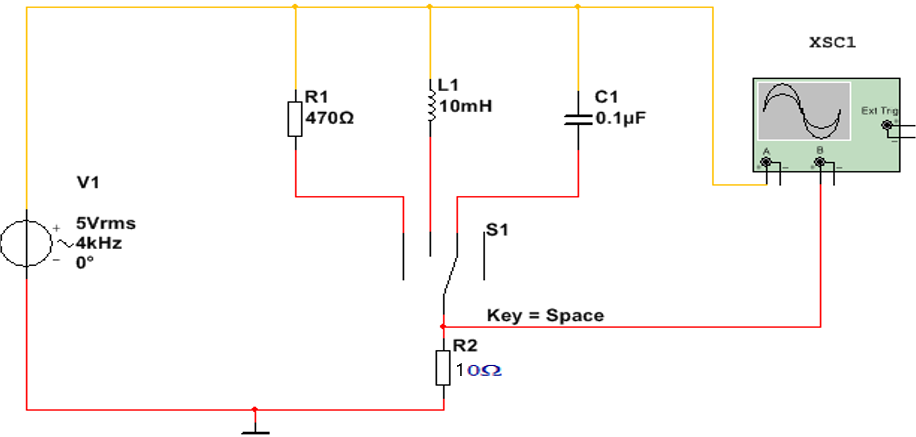 XSC1
Ext Trig
+
−
A
B
+
−
+
−
R1
470Ω
L1
10mH
C1
0.1µF
V1
+
5Vrms
4kHz
0°
−
S1
Key = Space
R2
10Ω